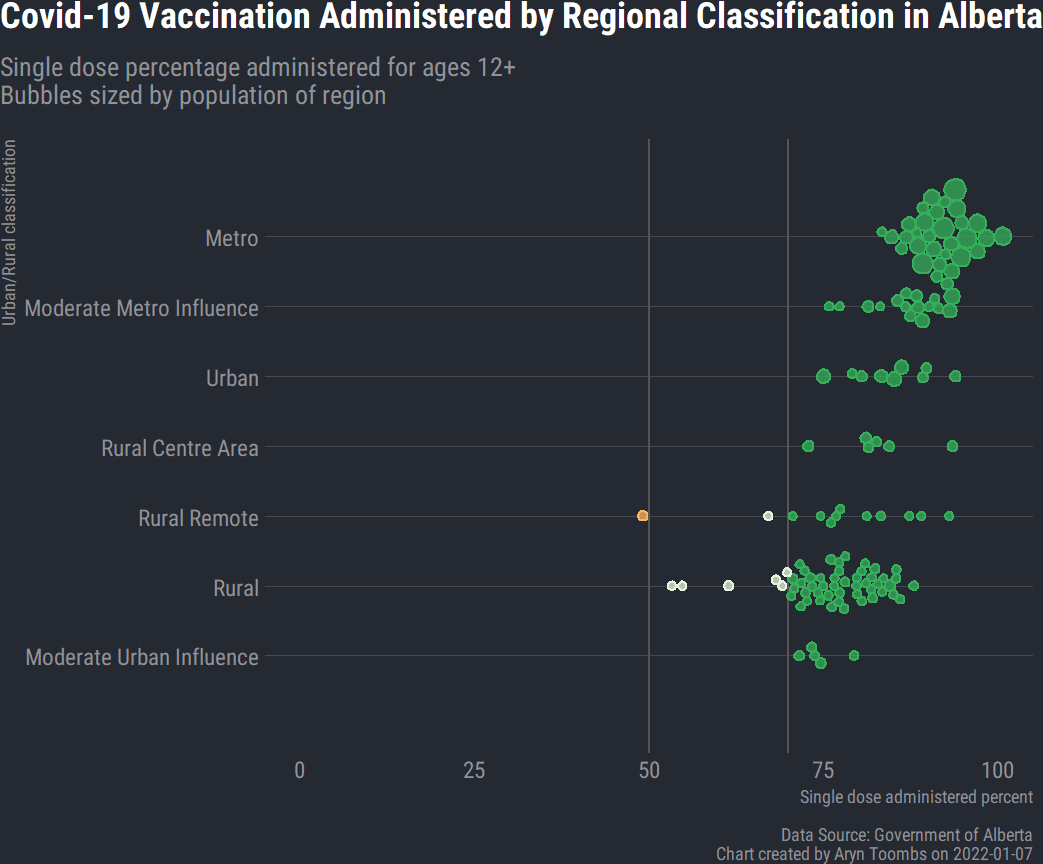 Covid-19 Vaccination Administered by Regional Classification in Alberta
Single dose percentage administered for ages 12+
Bubbles sized by population of region
Urban/Rural classification
Metro
Moderate Metro Influence
Urban
Rural Centre Area
Rural Remote
Rural
Moderate Urban Influence
0 25 50 75 100
Single dose administered percent
Data Source: Government of Alberta
Chart created by Aryn Toombs on 2022-01-07